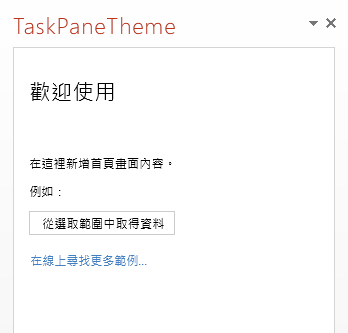 TaskPaneTheme
歡迎使用
在這裡新增首頁畫面內容。
例如：
從選取範圍中取得資料
在線上尋找更多範例...